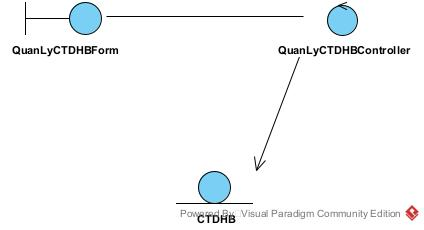 QuanLyCTDHBForm
QuanLyCTDHBController
CTDHB
Powered By Visual Paradigm Community Edition